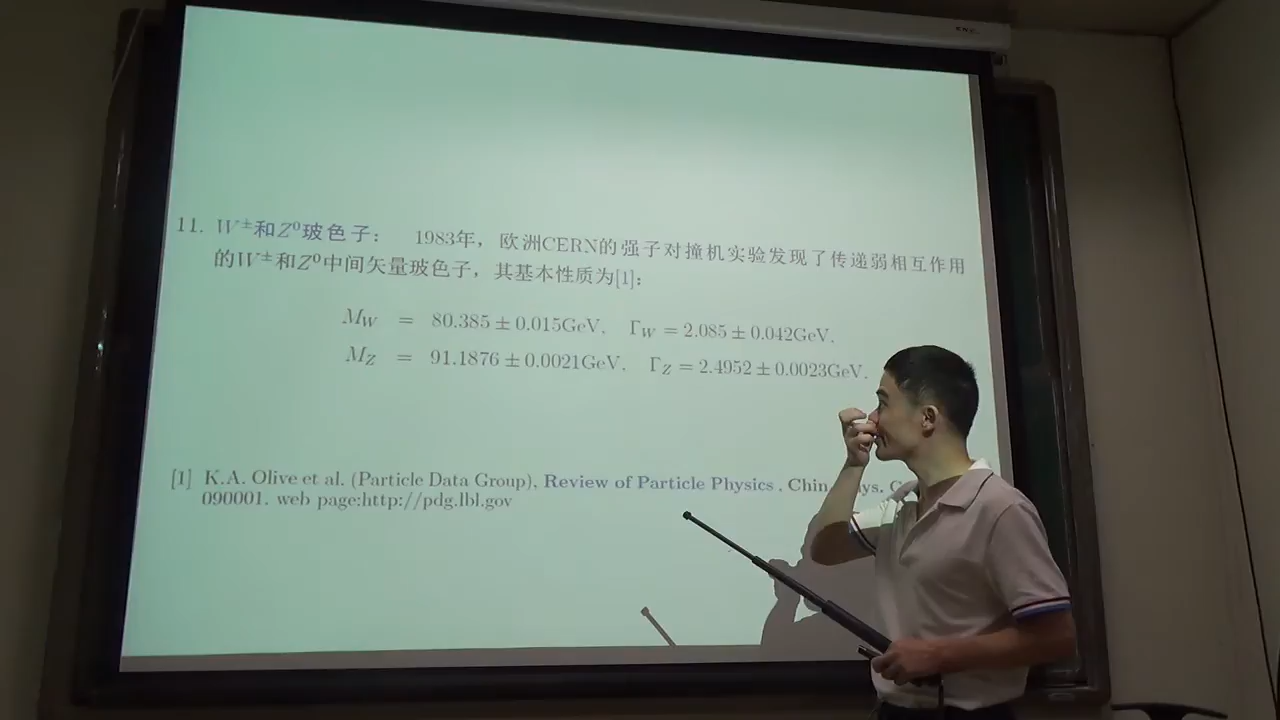 11. W±和Z⁰玻色子： 1983年，欧洲CERN的强子对撞机实验发现了传递弱相互作用
的W±和Z⁰中间矢量玻色子，其基本性质为[1]：
M_W = 80.385 ± 0.015GeV, Γ_W = 2.085 ± 0.042GeV.
M_Z = 91.1876 ± 0.0021GeV, Γ_Z = 2.4952 ± 0.0023GeV.
[1] K.A. Olive et al. (Particle Data Group), Review of Particle Physics , Chin.
090001. web page:http://pdg.lbl.gov